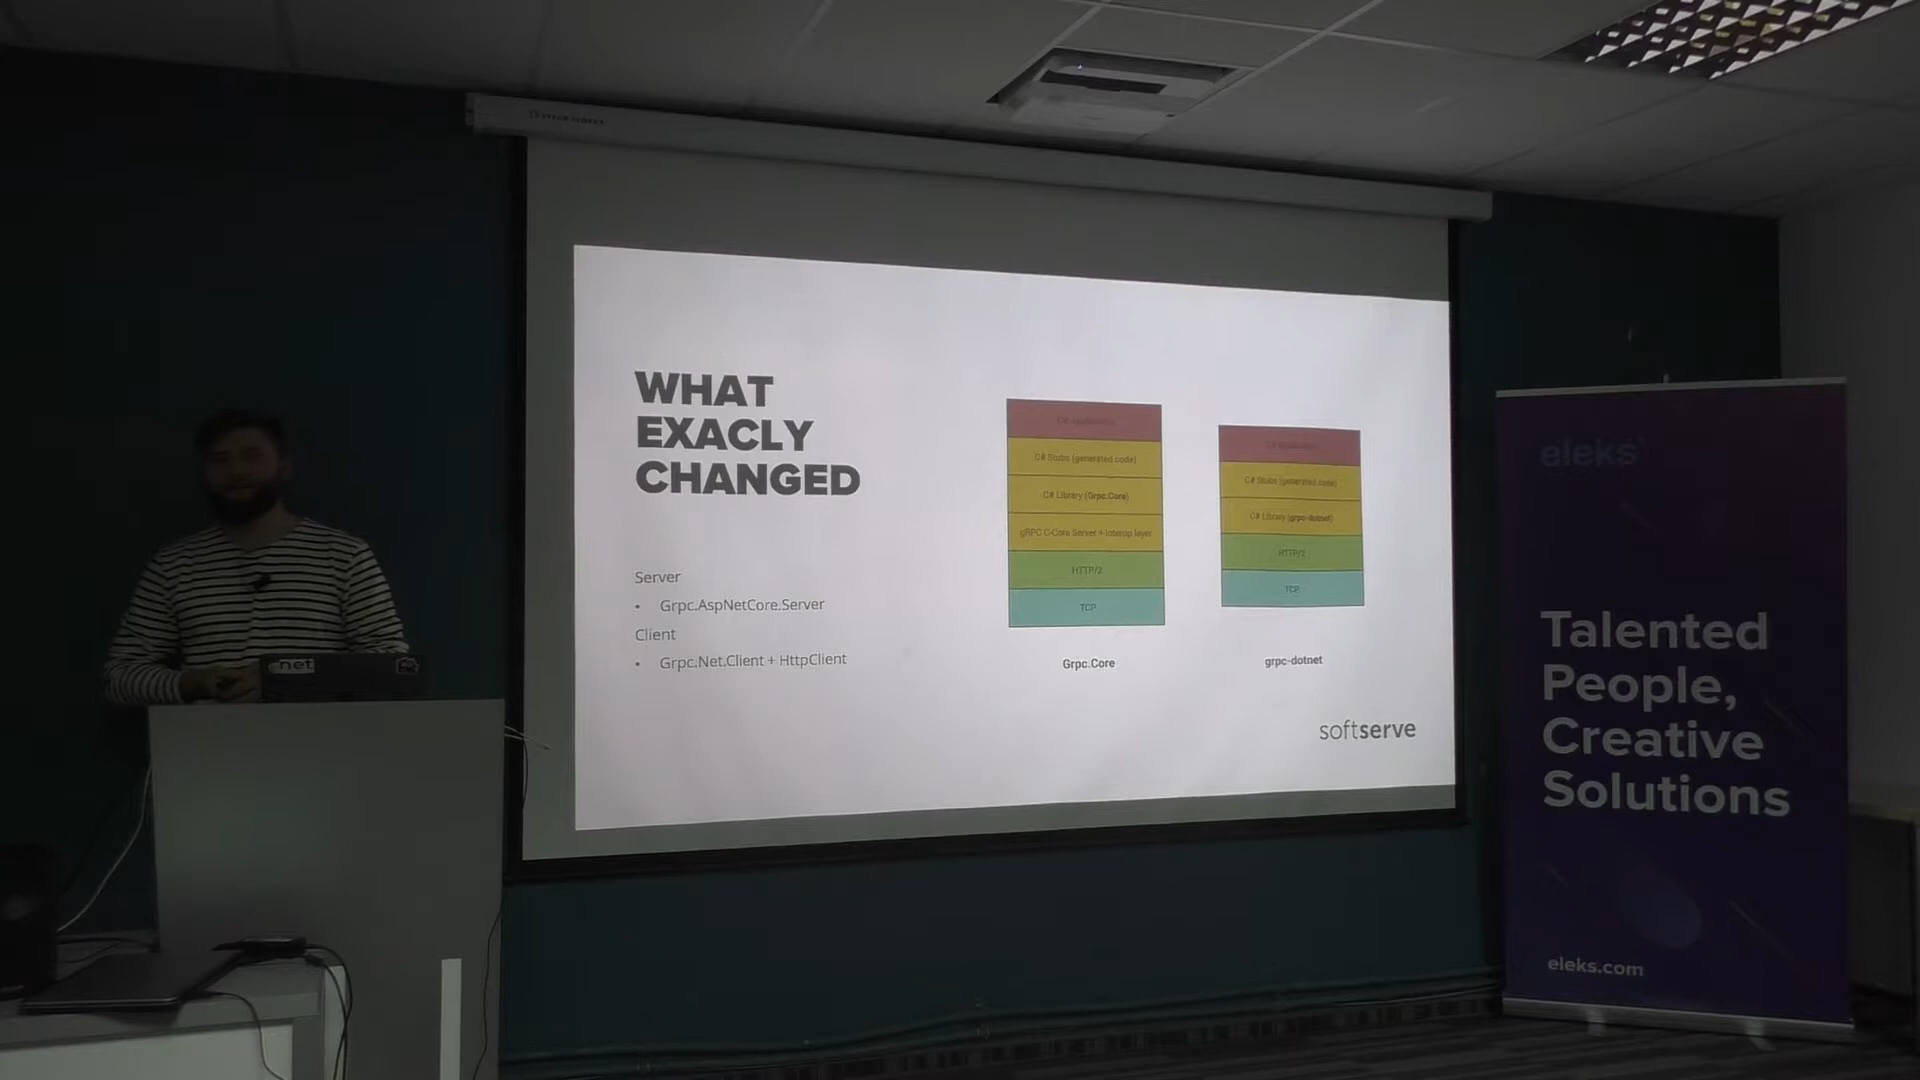 WHAT
EXACLY
CHANGED
Server
• Grpc.AspNetCore.Server
Client
• Grpc.Net.Client + HttpClient
C# Application
C# Stubs (generated code)
C# Library (Grpc.Core)
gRPC C-Core Server + Interop layer
HTTP/2
TCP
Grpc.Core
C# Application
C# Stubs (generated code)
C# Library (grpc-dotnet)
HTTP/2
TCP
grpc-dotnet
softserve
.net
eleks
Talented
People,
Creative
Solutions
eleks.com